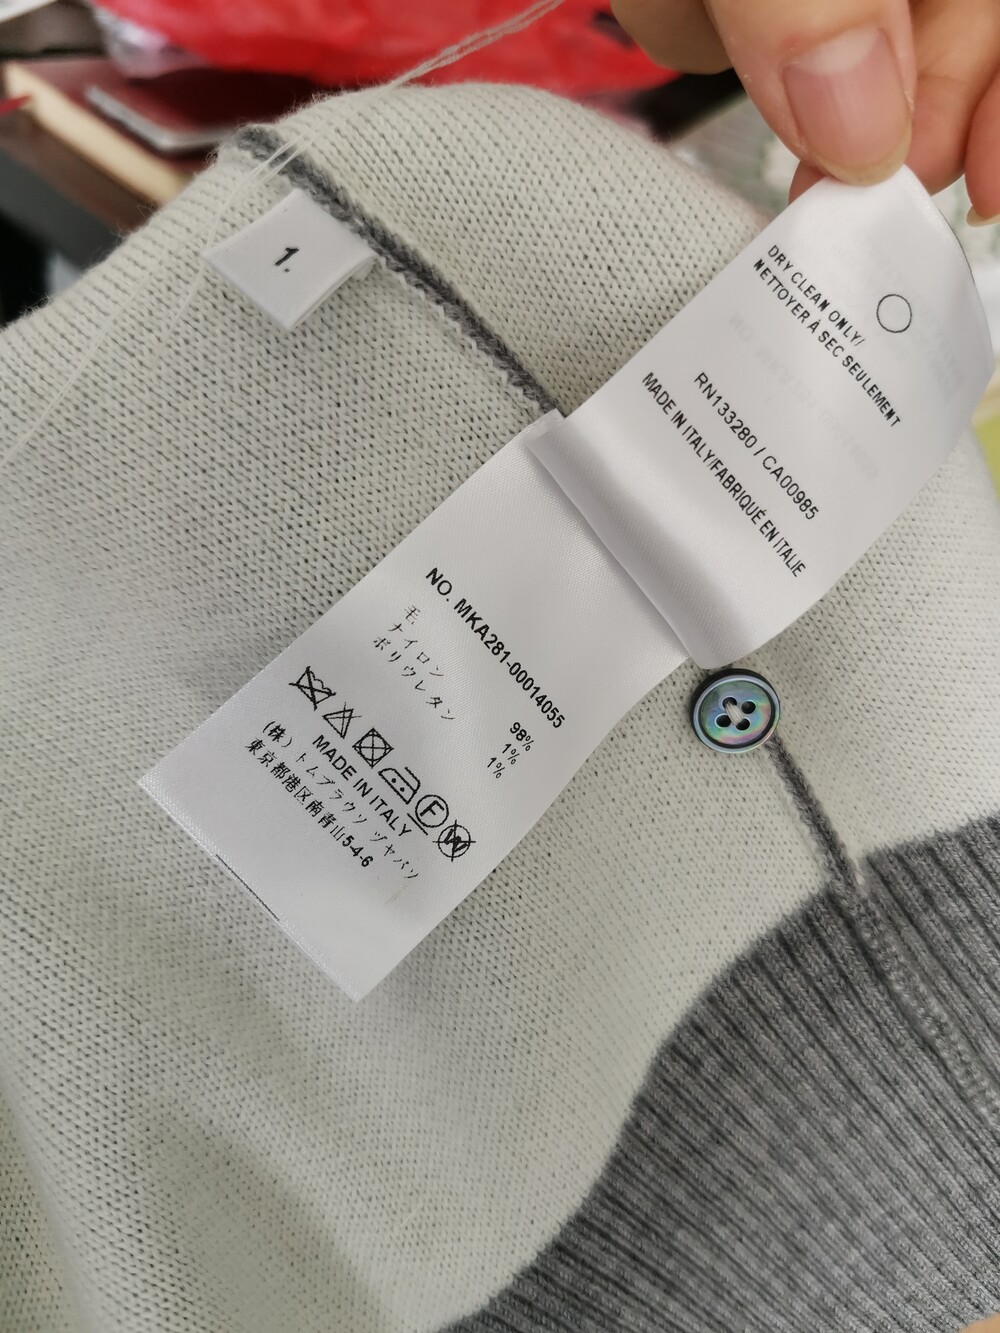 1.
DRY CLEAN ONLY/
NETTOYER À SEC SEULEMENT
RN133280 / CA00985
MADE IN ITALY/FABRIQUÉ EN ITALIE
NO. MKA281-00014055
毛 98%
ナイロン 1%
ポリウレタン 1%
F W
MADE IN ITALY
(株) トムブラウン ジャパン
東京都港区南青山5-4-6